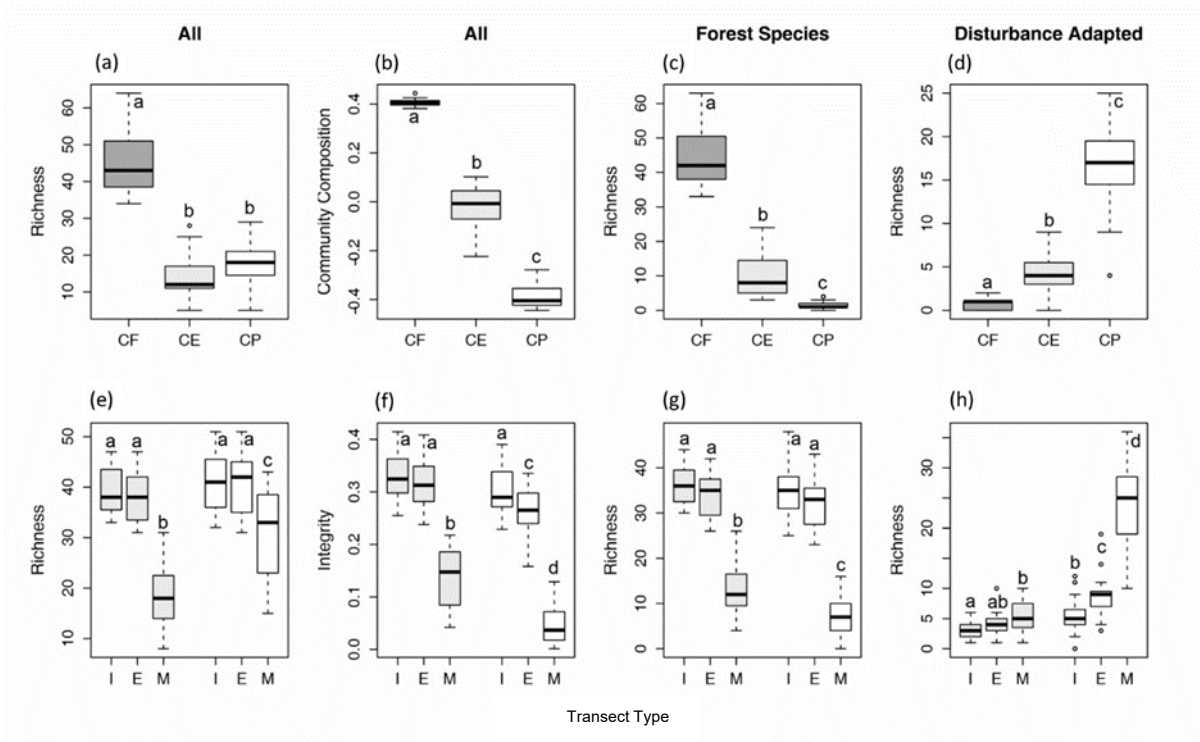 All
All
Forest Species
Disturbance Adapted
(a)
(b)
(c)
(d)
Richness
60
50
40
30
20
10
a
b
b
CF
CE
CP
Community Composition
0.4
0.2
0.0
-0.2
-0.4
a
b
c
CF
CE
CP
Richness
60
50
40
30
20
10
0
a
b
c
CF
CE
CP
Richness
25
20
15
10
5
0
a
b
c
CF
CE
CP
(e)
(f)
(g)
(h)
Richness
50
40
30
20
10
a
a
b
a
a
c
I E M I E M
Integrity
0.4
0.3
0.2
0.1
0.0
a
a
b
a
c
d
I E M I E M
Richness
40
30
20
10
0
a
a
b
a
a
c
I E M I E M
Richness
30
20
10
5
0
a
ab
b
b
c
d
I E M I E M
Transect Type